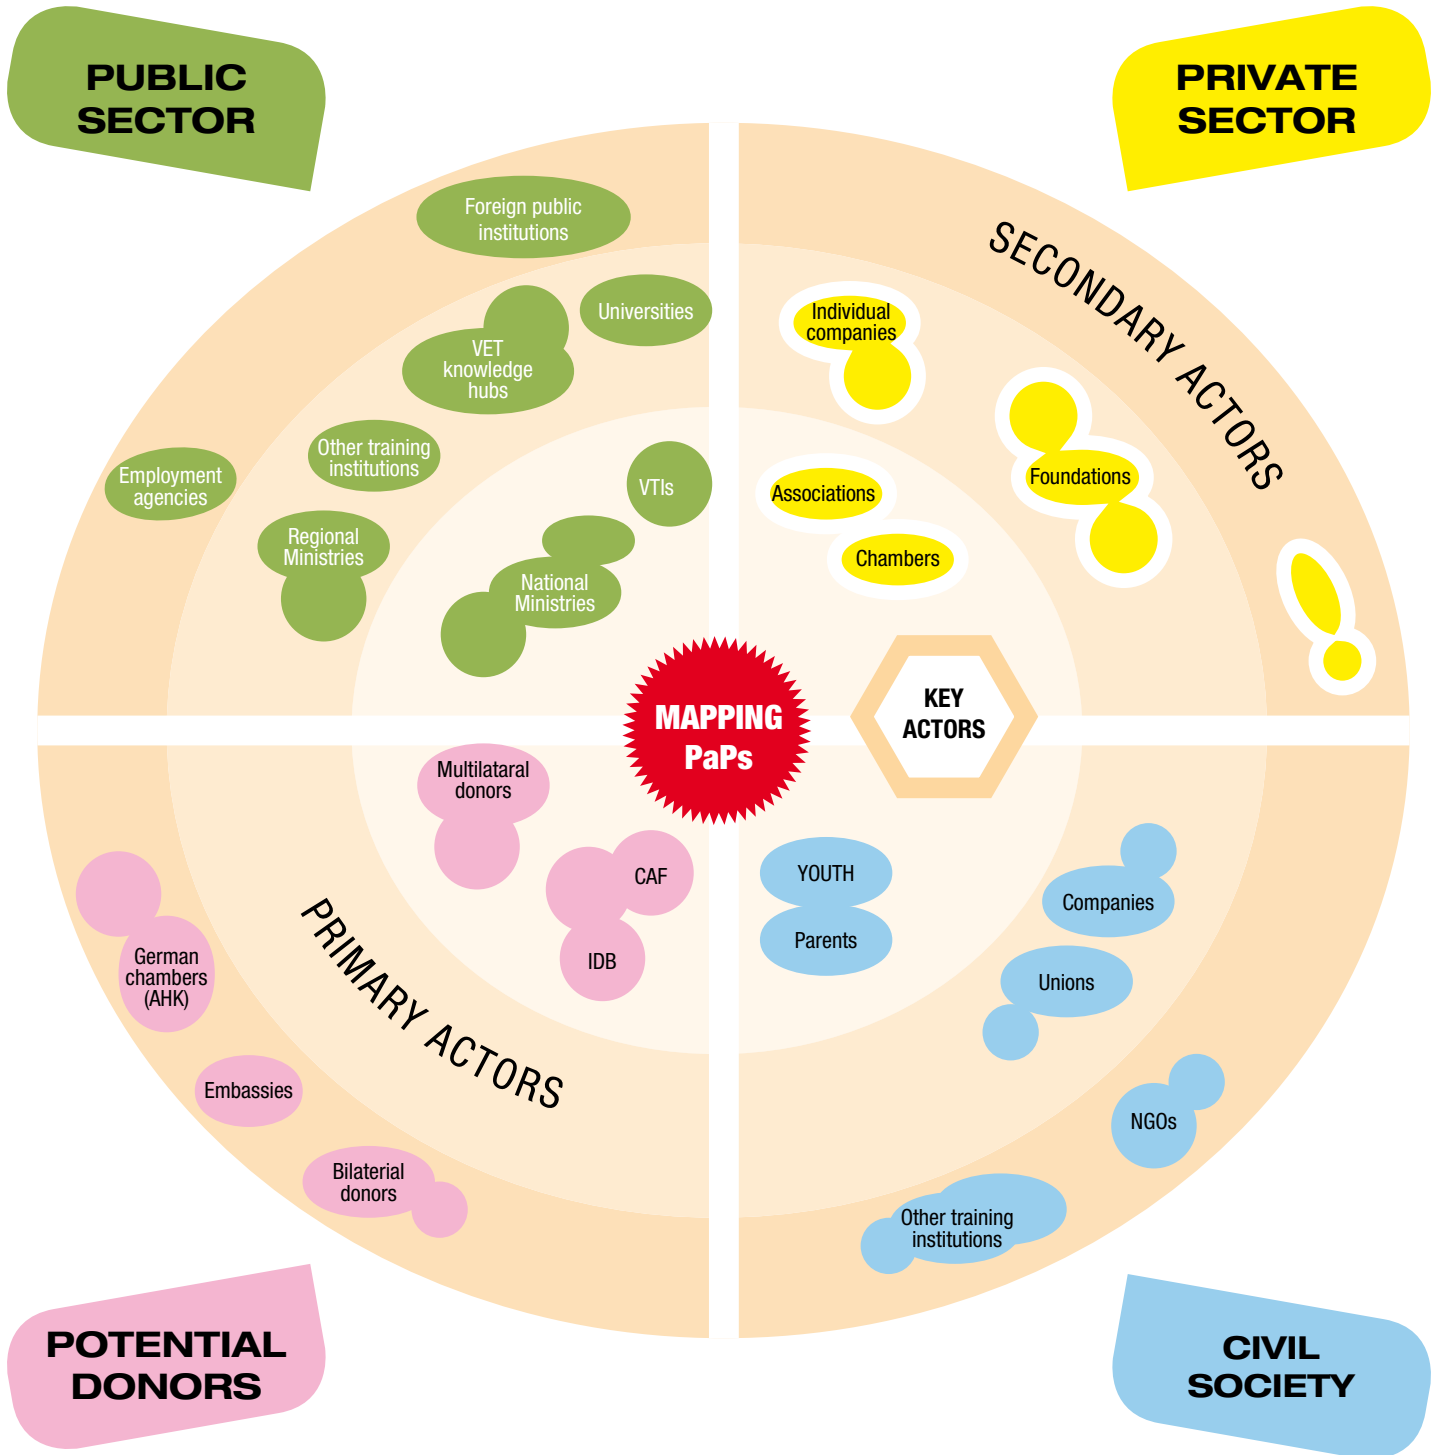 PUBLIC
SECTOR
PRIVATE
SECTOR
Foreign public
institutions
SECONDARY ACTORS
Universities
Individual
companies
VET
knowledge
hubs
Other training
institutions
Employment
agencies
VTIs
Associations
Foundations
Regional
Ministries
Chambers
National
Ministries
MAPPING
PaPs
KEY
ACTORS
Multilataral
donors
CAF
IDB
YOUTH
Parents
Companies
Unions
PRIMARY ACTORS
German
chambers
(AHK)
Embassies
Bilaterial
donors
NGOs
Other training
institutions
POTENTIAL
DONORS
CIVIL
SOCIETY